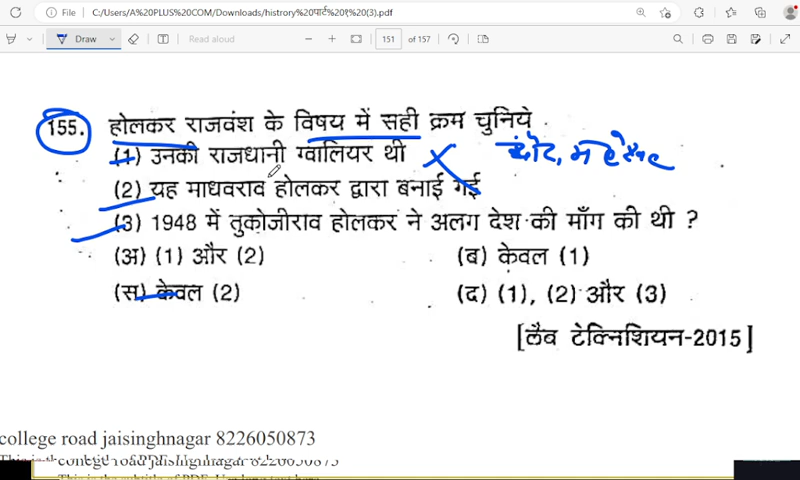 File C:/Users/A%20PLUS%20COM/Downloads/histrory%20पार्ट%20१%20(3).pdf
Draw Read aloud 151 of 157
155. होलकर राजवंश के विषय में सही क्रम चुनिये
(1) उनकी राजधानी ग्वालियर थी
(2) यह माधवराव होलकर द्वारा बनाई गई
(3) 1948 में तुकोजीराव होलकर ने अलग देश की माँग की थी ?
(अ) (1) और (2) (ब) केवल (1)
(स) केवल (2) (द) (1), (2) और (3)
[लैब टेक्निशियन-2015]
college road jaisinghnagar 8226050873